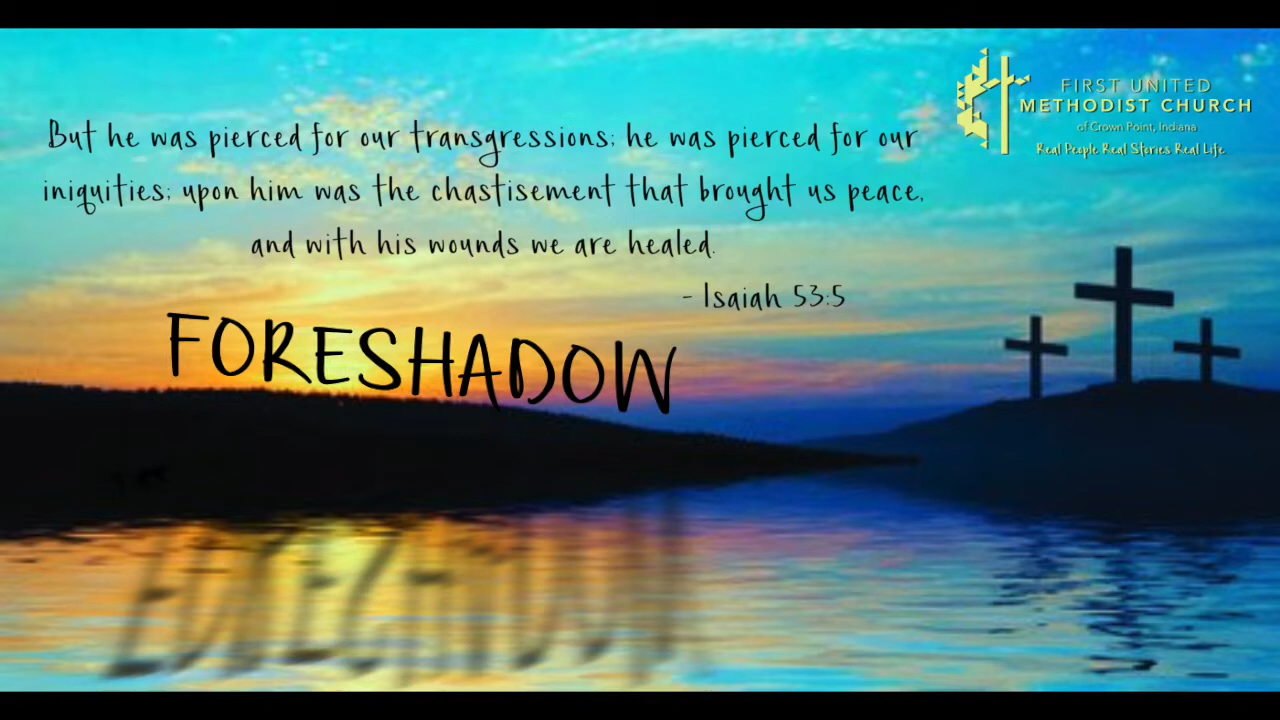 But he was pierced for our transgressions; he was pierced for our
iniquities; upon him was the chastisement that brought us peace,
and with his wounds we are healed.
- Isaiah 53:5
FORESHADOW
FIRST UNITED
METHODIST CHURCH
of Crown Point, Indiana
Real People Real Stories Real Life